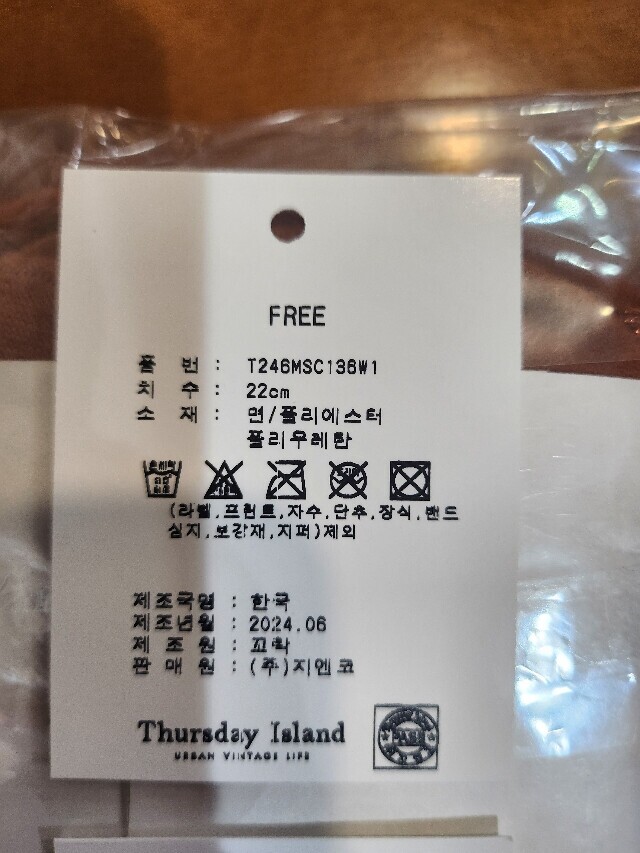 FREE
품 번 : T246MSC136W1
치 수 : 22cm
소 재 : 면/폴리에스터
폴리우레탄
(라벨,프린트,자수,단추,장식,밴드
심지,보강재,지퍼)제외
제조국명 : 한국
제조년월 : 2024.06
제 조 원 : 꼬학
판 매 원 : (주)지엔코
Thursday Island
URBAN VINTAGE LIFE
PASS